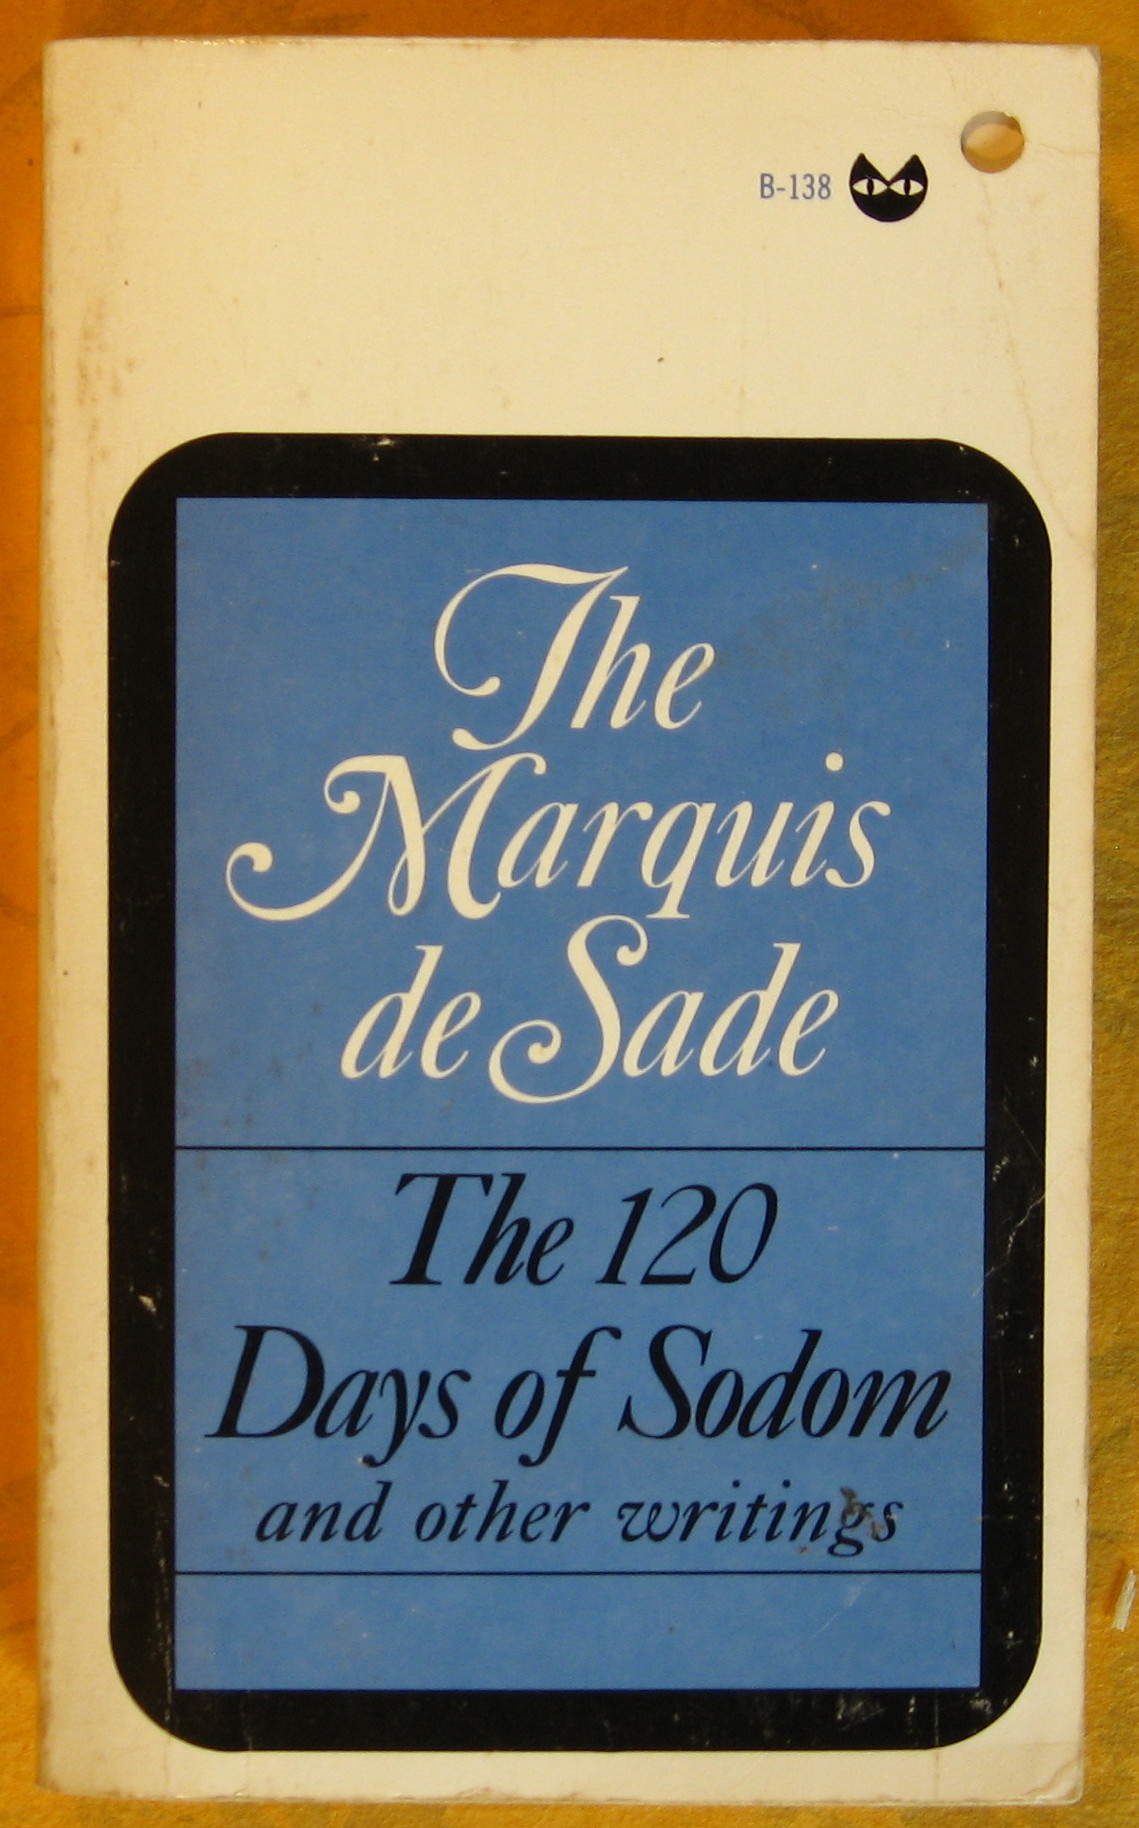 B-138
The
Marquis
de Sade
The 120
Days of Sodom
and other writings